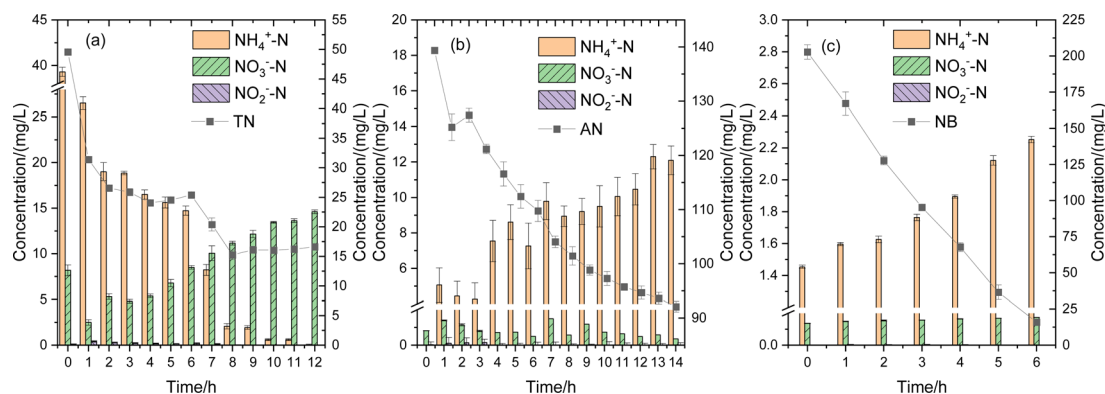 (a)
NH₄⁺-N
NO₃⁻-N
NO₂⁻-N
TN
45
40
25
20
15
10
5
0
55
50
45
40
35
30
25
20
15
10
5
0
0 1 2 3 4 5 6 7 8 9 10 11 12
Time/h
Concentration/(mg/L)
Concentration/(mg/L)
(b)
NH₄⁺-N
NO₃⁻-N
NO₂⁻-N
AN
20
18
16
14
12
10
8
6
0
140
130
120
110
100
90
0 1 2 3 4 5 6 7 8 9 10 11 12 13 14
Time/h
Concentration/(mg/L)
Concentration/(mg/L)
(c)
NH₄⁺-N
NO₃⁻-N
NO₂⁻-N
NB
3.0
2.8
2.6
2.4
2.2
2.0
1.8
1.6
1.4
0.0
225
200
175
150
125
100
75
50
25
0
0 1 2 3 4 5 6
Time/h
Concentration/(mg/L)
Concentration/(mg/L)